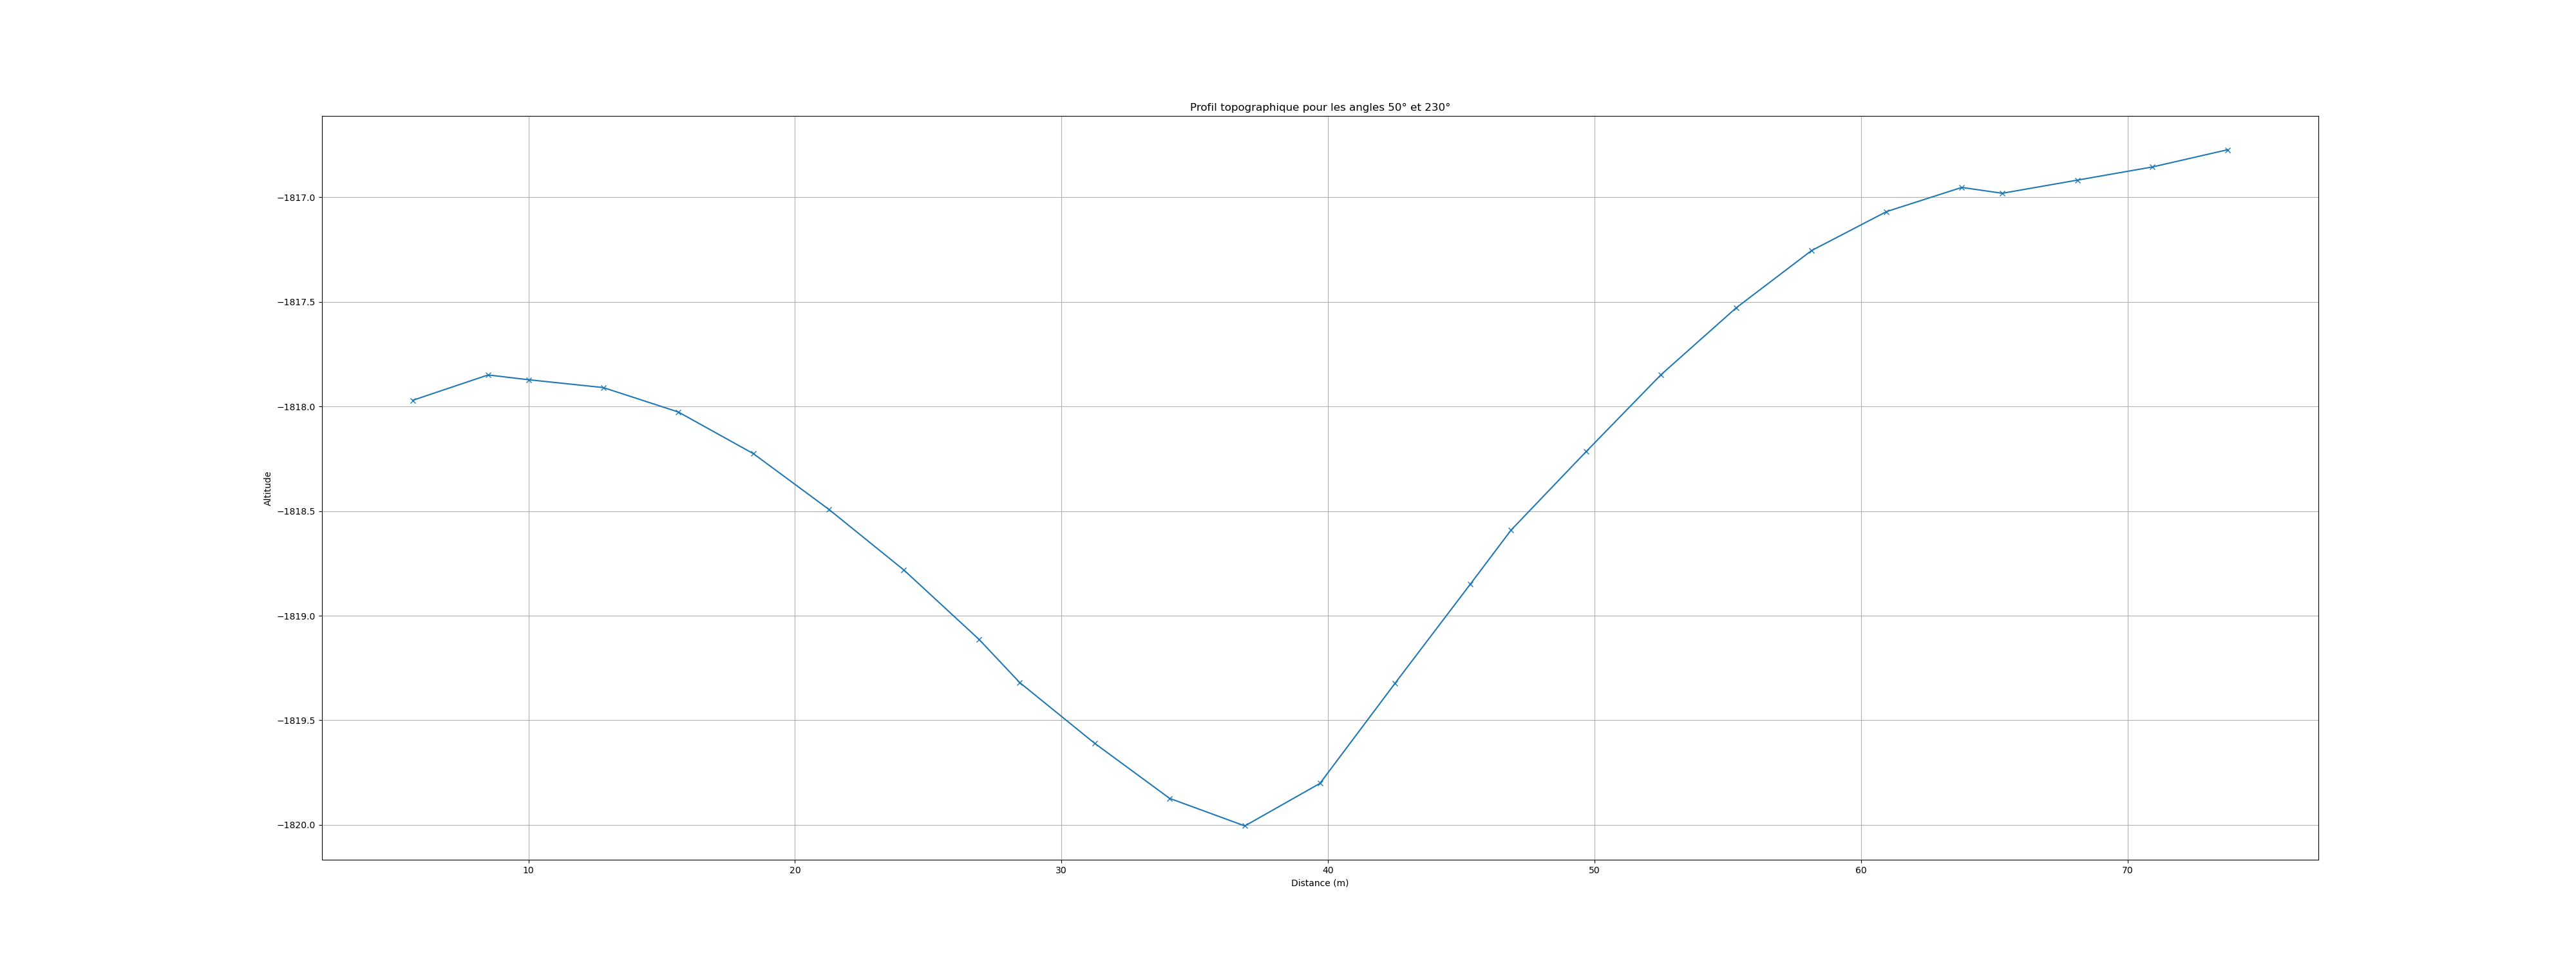 Profil topographique pour les angles 50° et 230°
−1817.0
−1817.5
−1818.0
−1818.5
−1819.0
−1819.5
−1820.0
Altitude
10 20 30 40 50 60 70
Distance (m)